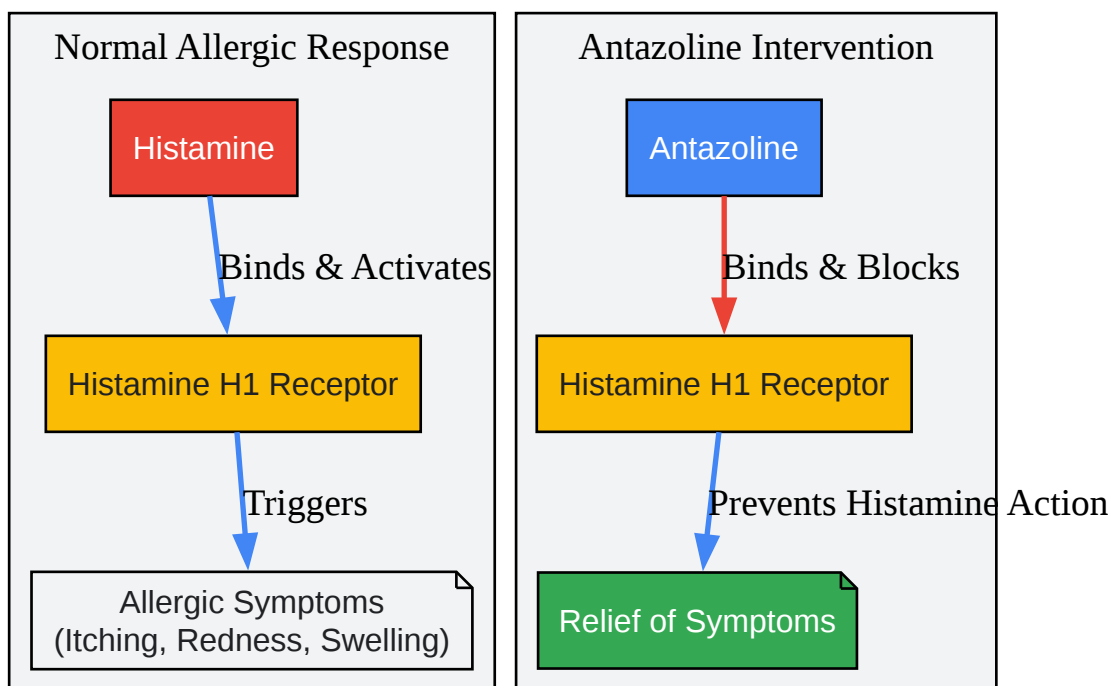 Normal Allergic Response
Histamine
Binds & Activates
Histamine H1 Receptor
Triggers
Allergic Symptoms
(Itching, Redness, Swelling)
Antazoline Intervention
Antazoline
Binds & Blocks
Histamine H1 Receptor
Prevents Histamine Action
Relief of Symptoms